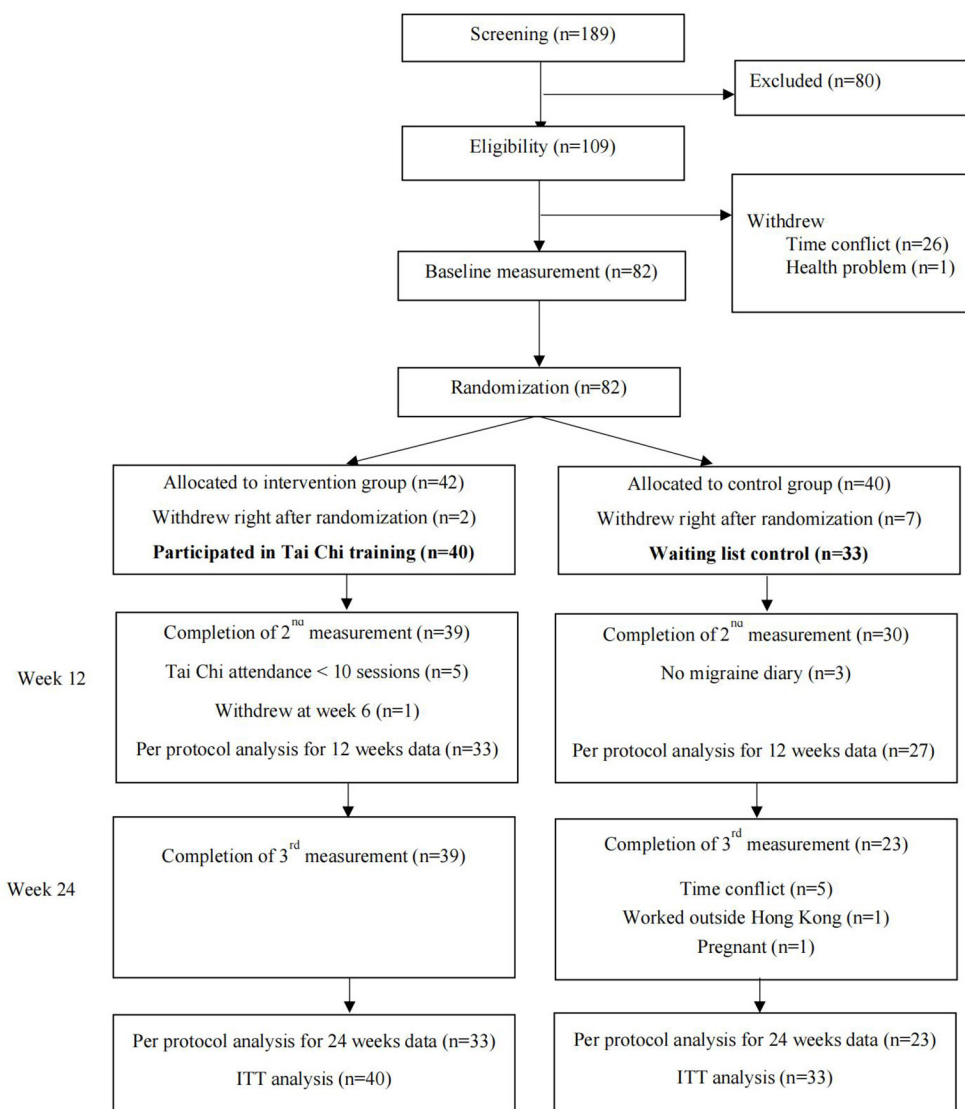 Screening (n=189)
Excluded (n=80)
Eligibility (n=109)
Withdrew
Time conflict (n=26)
Health problem (n=1)
Baseline measurement (n=82)
Randomization (n=82)
Allocated to intervention group (n=42)
Withdrew right after randomization (n=2)
Participated in Tai Chi training (n=40)
Allocated to control group (n=40)
Withdrew right after randomization (n=7)
Waiting list control (n=33)
Week 12
Completion of 2nd measurement (n=39)
Tai Chi attendance < 10 sessions (n=5)
Withdrew at week 6 (n=1)
Per protocol analysis for 12 weeks data (n=33)
Completion of 2nd measurement (n=30)
No migraine diary (n=3)
Per protocol analysis for 12 weeks data (n=27)
Week 24
Completion of 3rd measurement (n=39)
Completion of 3rd measurement (n=23)
Time conflict (n=5)
Worked outside Hong Kong (n=1)
Pregnant (n=1)
Per protocol analysis for 24 weeks data (n=33)
ITT analysis (n=40)
Per protocol analysis for 24 weeks data (n=23)
ITT analysis (n=33)